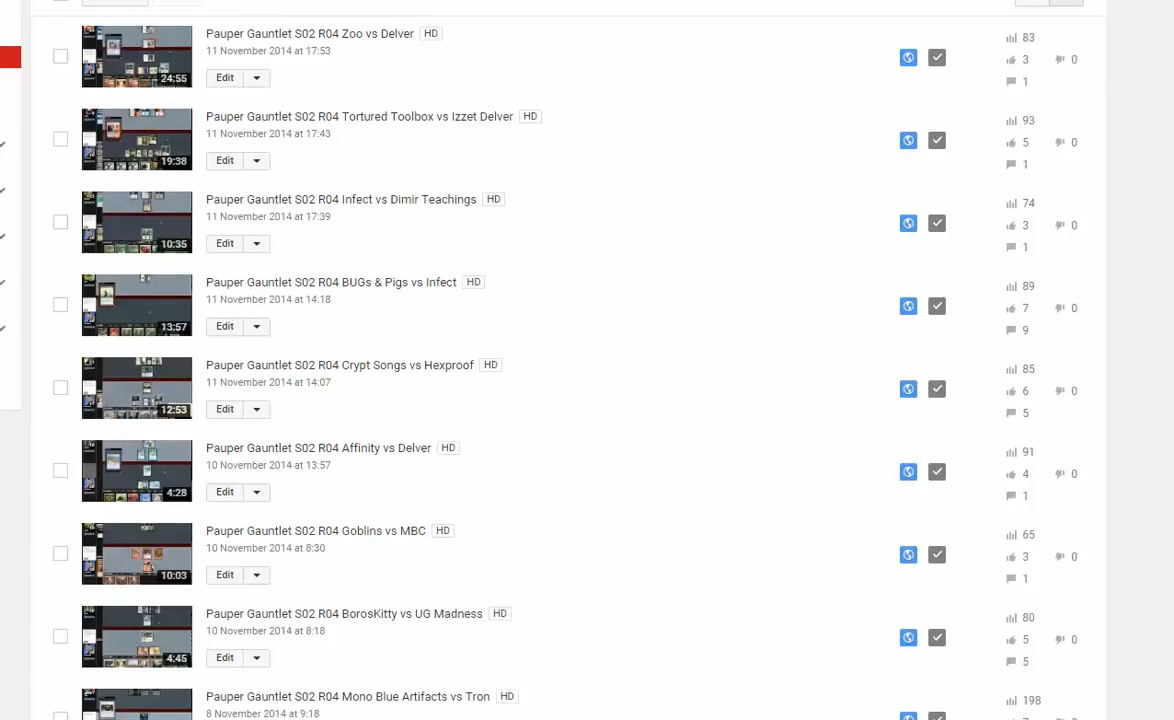 Pauper Gauntlet S02 R04 Zoo vs Delver HD
11 November 2014 at 17:53
Edit
24:55
83
3 0
1
Pauper Gauntlet S02 R04 Tortured Toolbox vs Izzet Delver HD
11 November 2014 at 17:43
Edit
19:38
93
5 0
1
Pauper Gauntlet S02 R04 Infect vs Dimir Teachings HD
11 November 2014 at 17:39
Edit
10:35
74
3 0
1
Pauper Gauntlet S02 R04 BUGs & Pigs vs Infect HD
11 November 2014 at 14:18
Edit
13:57
89
7 0
9
Pauper Gauntlet S02 R04 Crypt Songs vs Hexproof HD
11 November 2014 at 14:07
Edit
12:53
85
6 0
5
Pauper Gauntlet S02 R04 Affinity vs Delver HD
10 November 2014 at 13:57
Edit
4:28
91
4 0
1
Pauper Gauntlet S02 R04 Goblins vs MBC HD
10 November 2014 at 8:30
Edit
10:03
65
3 0
1
Pauper Gauntlet S02 R04 BorosKitty vs UG Madness HD
10 November 2014 at 8:18
Edit
4:45
80
5 0
5
Pauper Gauntlet S02 R04 Mono Blue Artifacts vs Tron HD
8 November 2014 at 9:18
198